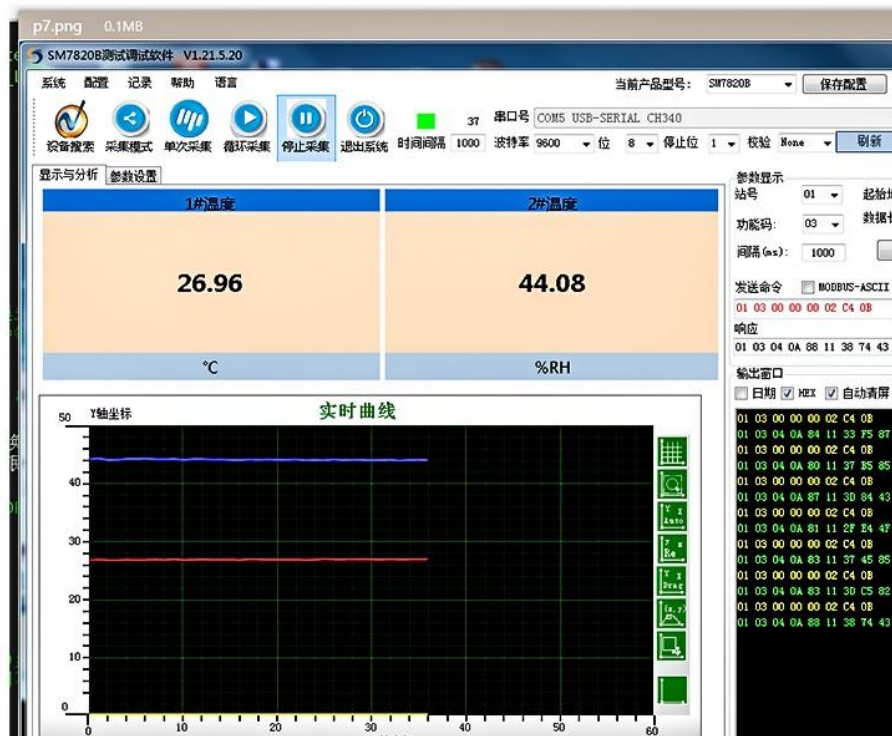 p7.png 0.1MB
SM7820B测试调试软件 V1.21.5.20
系统 配置 记录 帮助 语言
当前产品型号: SM7820B 保存配置
设备搜索 采集模式 单次采集 循环采集 停止采集 退出系统
37 串口号 COM5 USB-SERIAL CH340
时间间隔 1000 波特率 9600 位 8 停止位 1 校验 None 刷新
显示与分析 参数设置
1#温度 2#温度
26.96 44.08
℃ %RH
参数显示
站号 01
功能码: 03
间隔(ms): 1000
发送命令 MODBUS-ASCII
01 03 00 00 00 02 C4 0B
响应
01 03 04 0A 88 11 38 74 43
输出窗口
日期 HEX 自动清屏
01 03 00 00 00 02 C4 0B
01 03 04 0A 84 11 33 F5 87
01 03 00 00 00 02 C4 0B
01 03 04 0A 80 11 37 B5 85
01 03 00 00 00 02 C4 0B
01 03 04 0A 87 11 3D 84 43
01 03 00 00 00 02 C4 0B
01 03 04 0A 81 11 2F E4 4F
01 03 00 00 00 02 C4 0B
01 03 04 0A 83 11 37 45 85
01 03 00 00 00 02 C4 0B
01 03 04 0A 83 11 3D C5 82
01 03 00 00 00 02 C4 0B
01 03 04 0A 88 11 38 74 43
50 Y轴坐标 实时曲线
40
30
20
10
0
0 10 20 30 40 50 60
Y X
Auto
Re
Y X
Drag
(x,y)